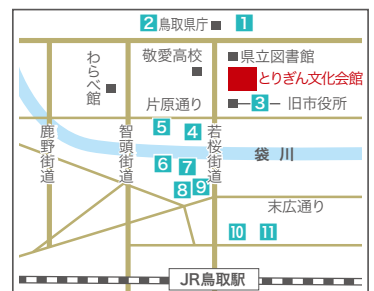 2 鳥取県庁 1
わらべ館
敬愛高校
県立図書館
とりぎん文化会館
片原通り
3 旧市役所
5 4
鹿野街道
智頭街道
若桜街道
袋川
6 7
8 9
末広通り
10 11
JR鳥取駅